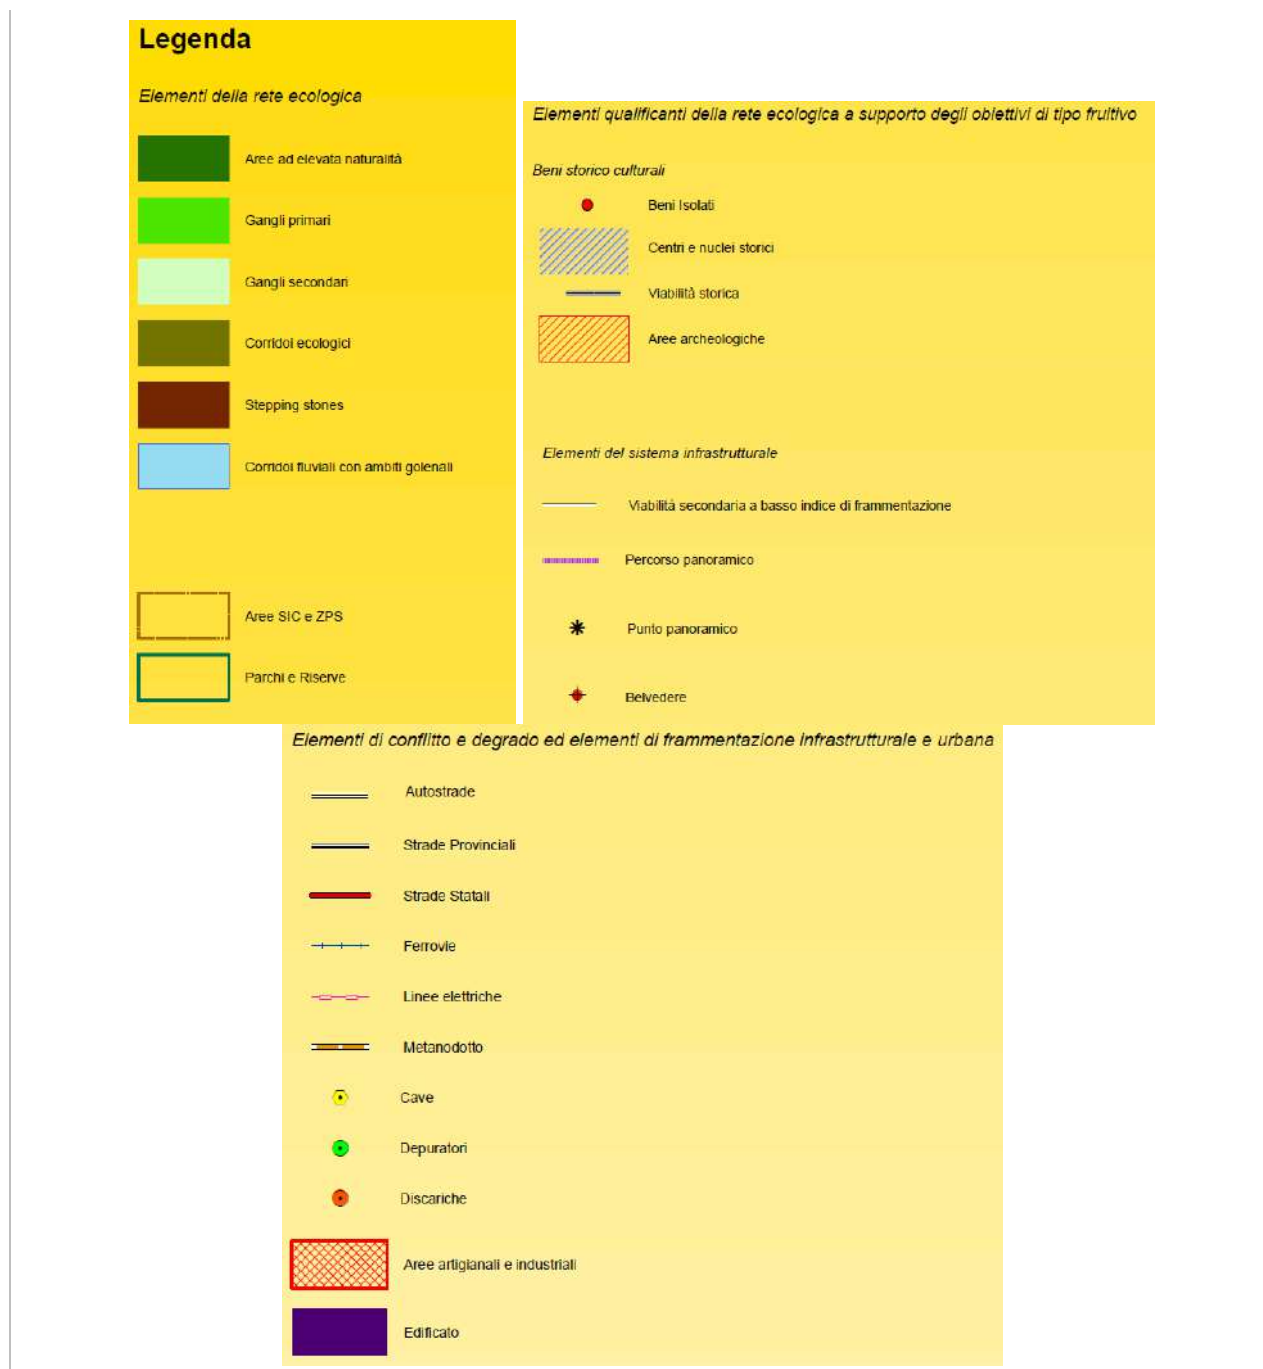 Legenda
Elementi della rete ecologica
Aree ad elevata naturalità
Gangli primari
Gangli secondari
Corridoi ecologici
Stepping stones
Corridoi fluviali con ambiti golenali
Aree SIC e ZPS
Parchi e Riserve
Elementi qualificanti della rete ecologica a supporto degli obiettivi di tipo fruitivo
Beni storico culturali
Beni Isolati
Centri e nuclei storici
Viabilità storica
Aree archeologiche
Elementi del sistema infrastrutturale
Viabilità secondaria a basso indice di frammentazione
Percorso panoramico
Punto panoramico
Belvedere
Elementi di conflitto e degrado ed elementi di frammentazione infrastrutturale e urbana
Autostrade
Strade Provinciali
Strade Statali
Ferrovie
Linee elettriche
Metanodotto
Cave
Depuratori
Discariche
Aree artigianali e industriali
Edificato